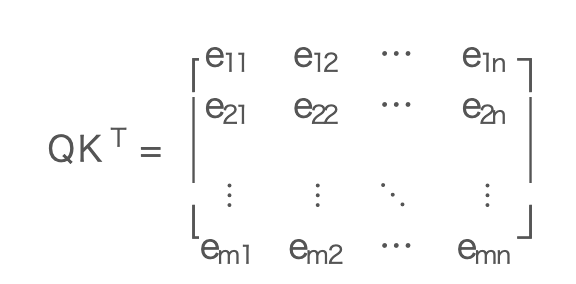 e11 e12 ⋯ e1n
e21 e22 ⋯ e2n
QK^T =
⋮ ⋮ ⋱ ⋮
em1 em2 ⋯ emn